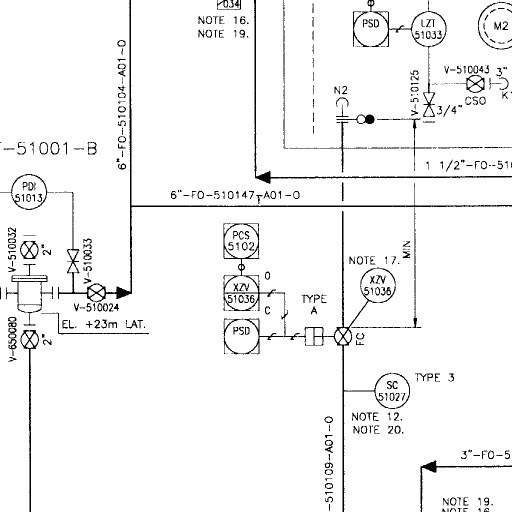 034
NOTE 16.
NOTE 19.
PSD
LZT
51033
M2
V-510125
V-510043
3"
CSO
3/4"
N2
6"-FO-510104-A01-O
-51001-B
PDI
51013
1 1/2"-FO-510
6"-FO-510147-A01-O
V-510032
2"
V-510033
V-510024
EL. +23m LAT.
V-650080
2"
PCS
5102
XZV
51036
O
C
PSD
TYPE
A
MIN
NOTE 17.
XZV
51036
FC
SC
51027
TYPE 3
NOTE 12.
NOTE 20.
-510109-A01-O
3"-FO-5
NOTE 19.
NOTE 16.